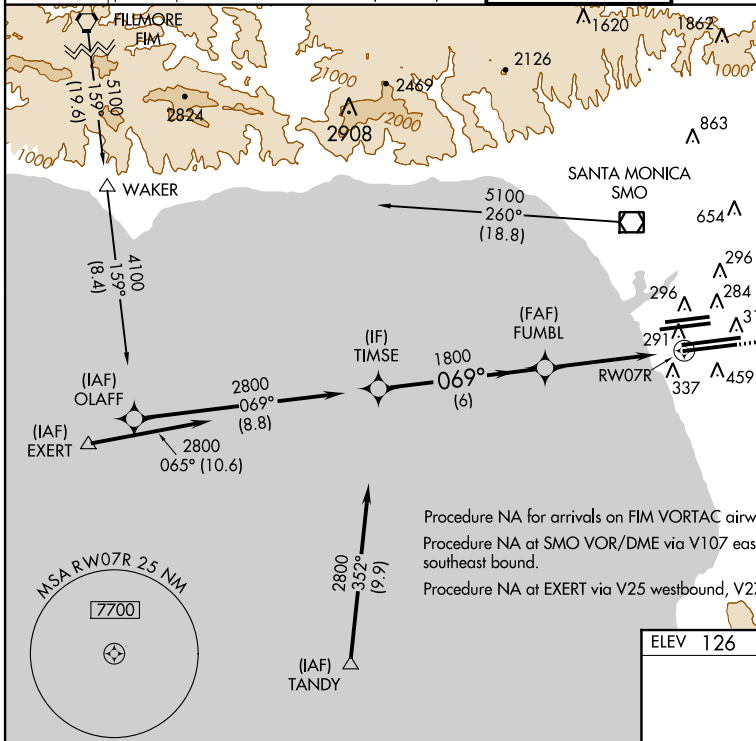 FILLMORE
FIM
5100
159°
(19.6)
1000
2824
2908
2469
2000
2126
1000
1620
1862
1000
863
1000
WAKER
SANTA MONICA
SMO
654
5100
260°
(18.8)
4100
159°
(8.4)
296
284
296
291
RW07R
337
459
(FAF)
FUMBL
(IF)
TIMSE
1800
069°
(6)
(IAF)
OLAFF
2800
069°
(8.8)
(IAF)
EXERT
2800
065° (10.6)
Procedure NA for arrivals on FIM VORTAC
Procedure NA at SMO VOR/DME via V107
southeast bound.
Procedure NA at EXERT via V25 westbound,
2800
352°
(9.9)
MSA RW07R 25 NM
7700
(IAF)
TANDY
ELEV 126